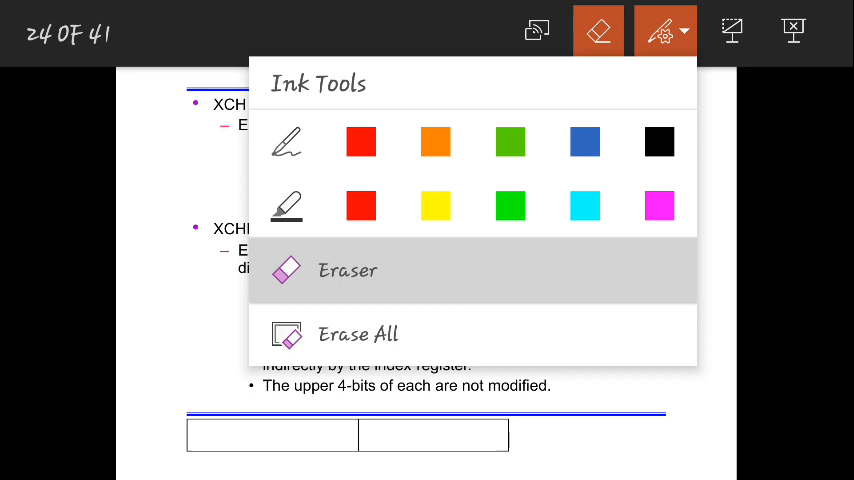 24 OF 41
Ink Tools
• XCH
– E
• XCH
– E
di
Eraser
Erase All
indirectly by the index register.
• The upper 4-bits of each are not modified.